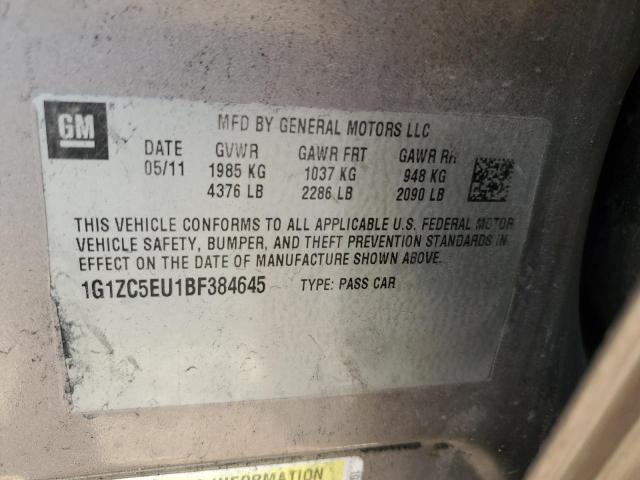 GM
MFD BY GENERAL MOTORS LLC
DATE GVWR GAWR FRT GAWR RR
05/11 1985 KG 1037 KG 948 KG
4376 LB 2286 LB 2090 LB
THIS VEHICLE CONFORMS TO ALL APPLICABLE U.S. FEDERAL MOTOR
VEHICLE SAFETY, BUMPER, AND THEFT PREVENTION STANDARDS IN
EFFECT ON THE DATE OF MANUFACTURE SHOWN ABOVE.
1G1ZC5EU1BF384645 TYPE: PASS CAR
INFORMATION